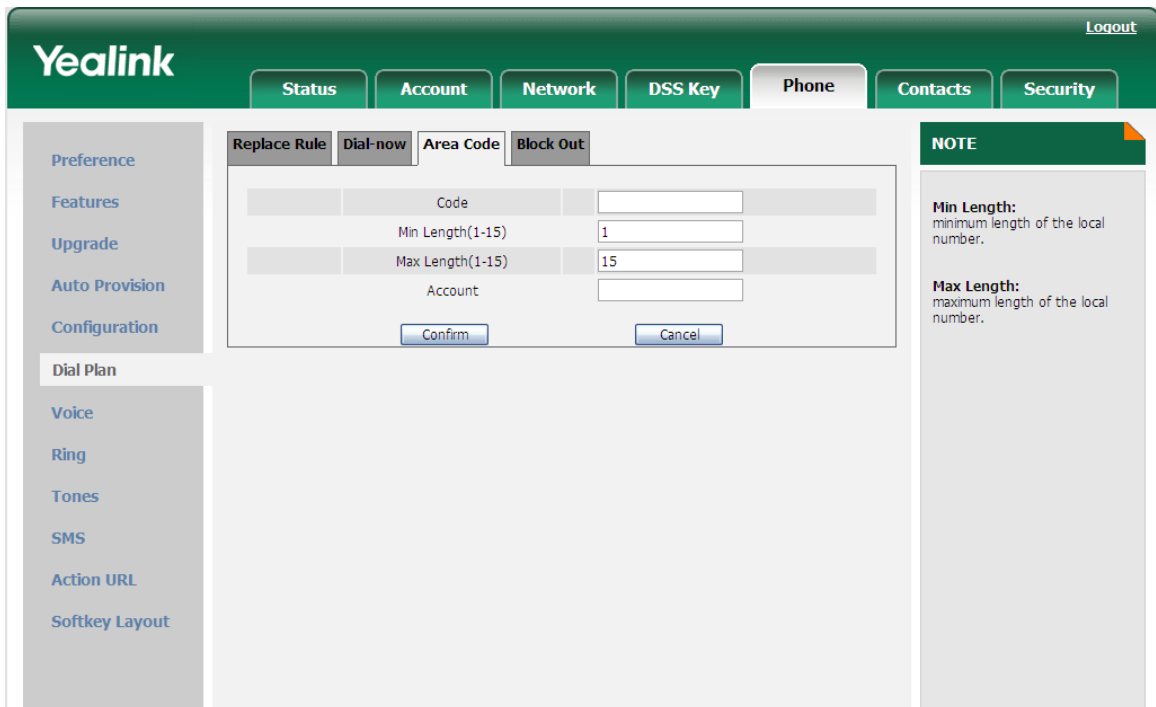 Logout
Yealink
Status Account Network DSS Key Phone Contacts Security
Preference
Features
Upgrade
Auto Provision
Configuration
Dial Plan
Voice
Ring
Tones
SMS
Action URL
Softkey Layout
Replace Rule Dial-now Area Code Block Out
Code
Min Length(1-15) 1
Max Length(1-15) 15
Account
Confirm Cancel
NOTE
Min Length:
minimum length of the local
number.
Max Length:
maximum length of the local
number.